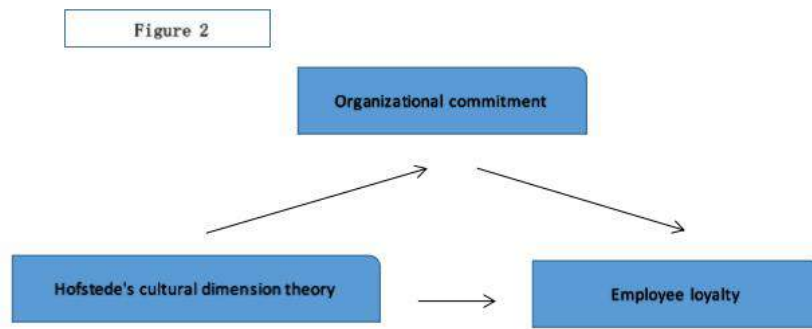 Figure 2
Organizational commitment
Hofstede's cultural dimension theory
Employee loyalty